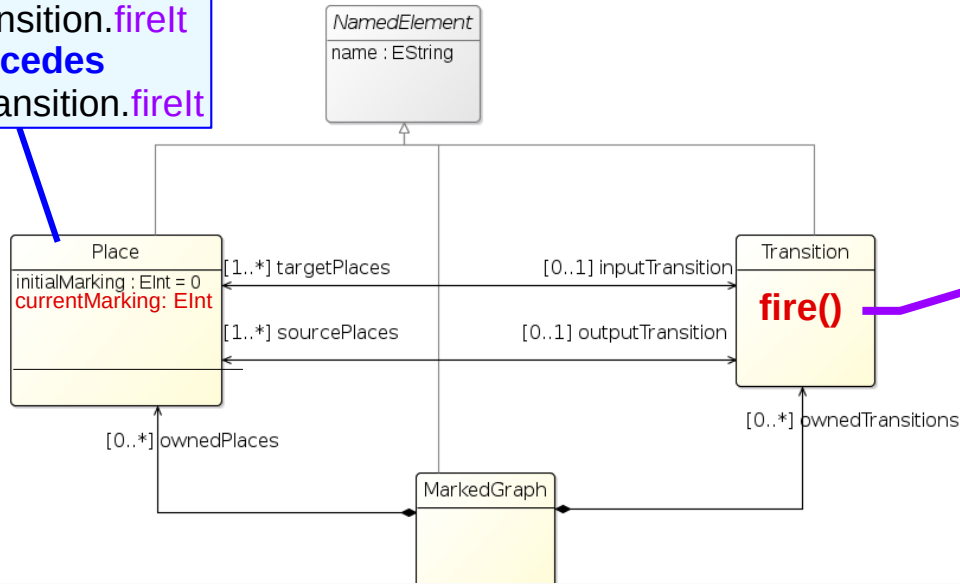 nsition.fireIt
cedes
ansition.fireIt
NamedElement
name : EString
Place
initialMarking : EInt = 0
currentMarking: EInt
[1..*] targetPlaces
[0..1] inputTransition
Transition
fire()
[1..*] sourcePlaces
[0..1] outputTransition
[0..*] ownedPlaces
[0..*] ownedTransitions
MarkedGraph